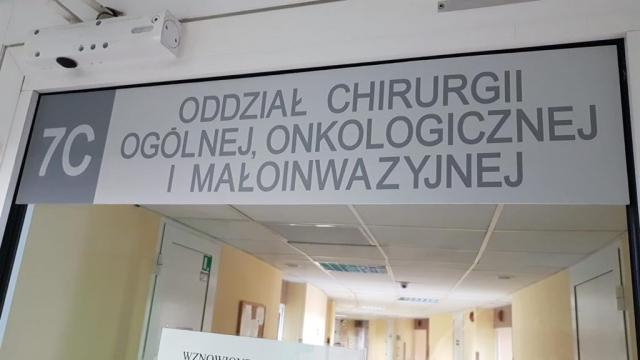 7C
ODDZIAŁ CHIRURGII
OGÓLNEJ, ONKOLOGICZNEJ
I MAŁOINWAZYJNEJ